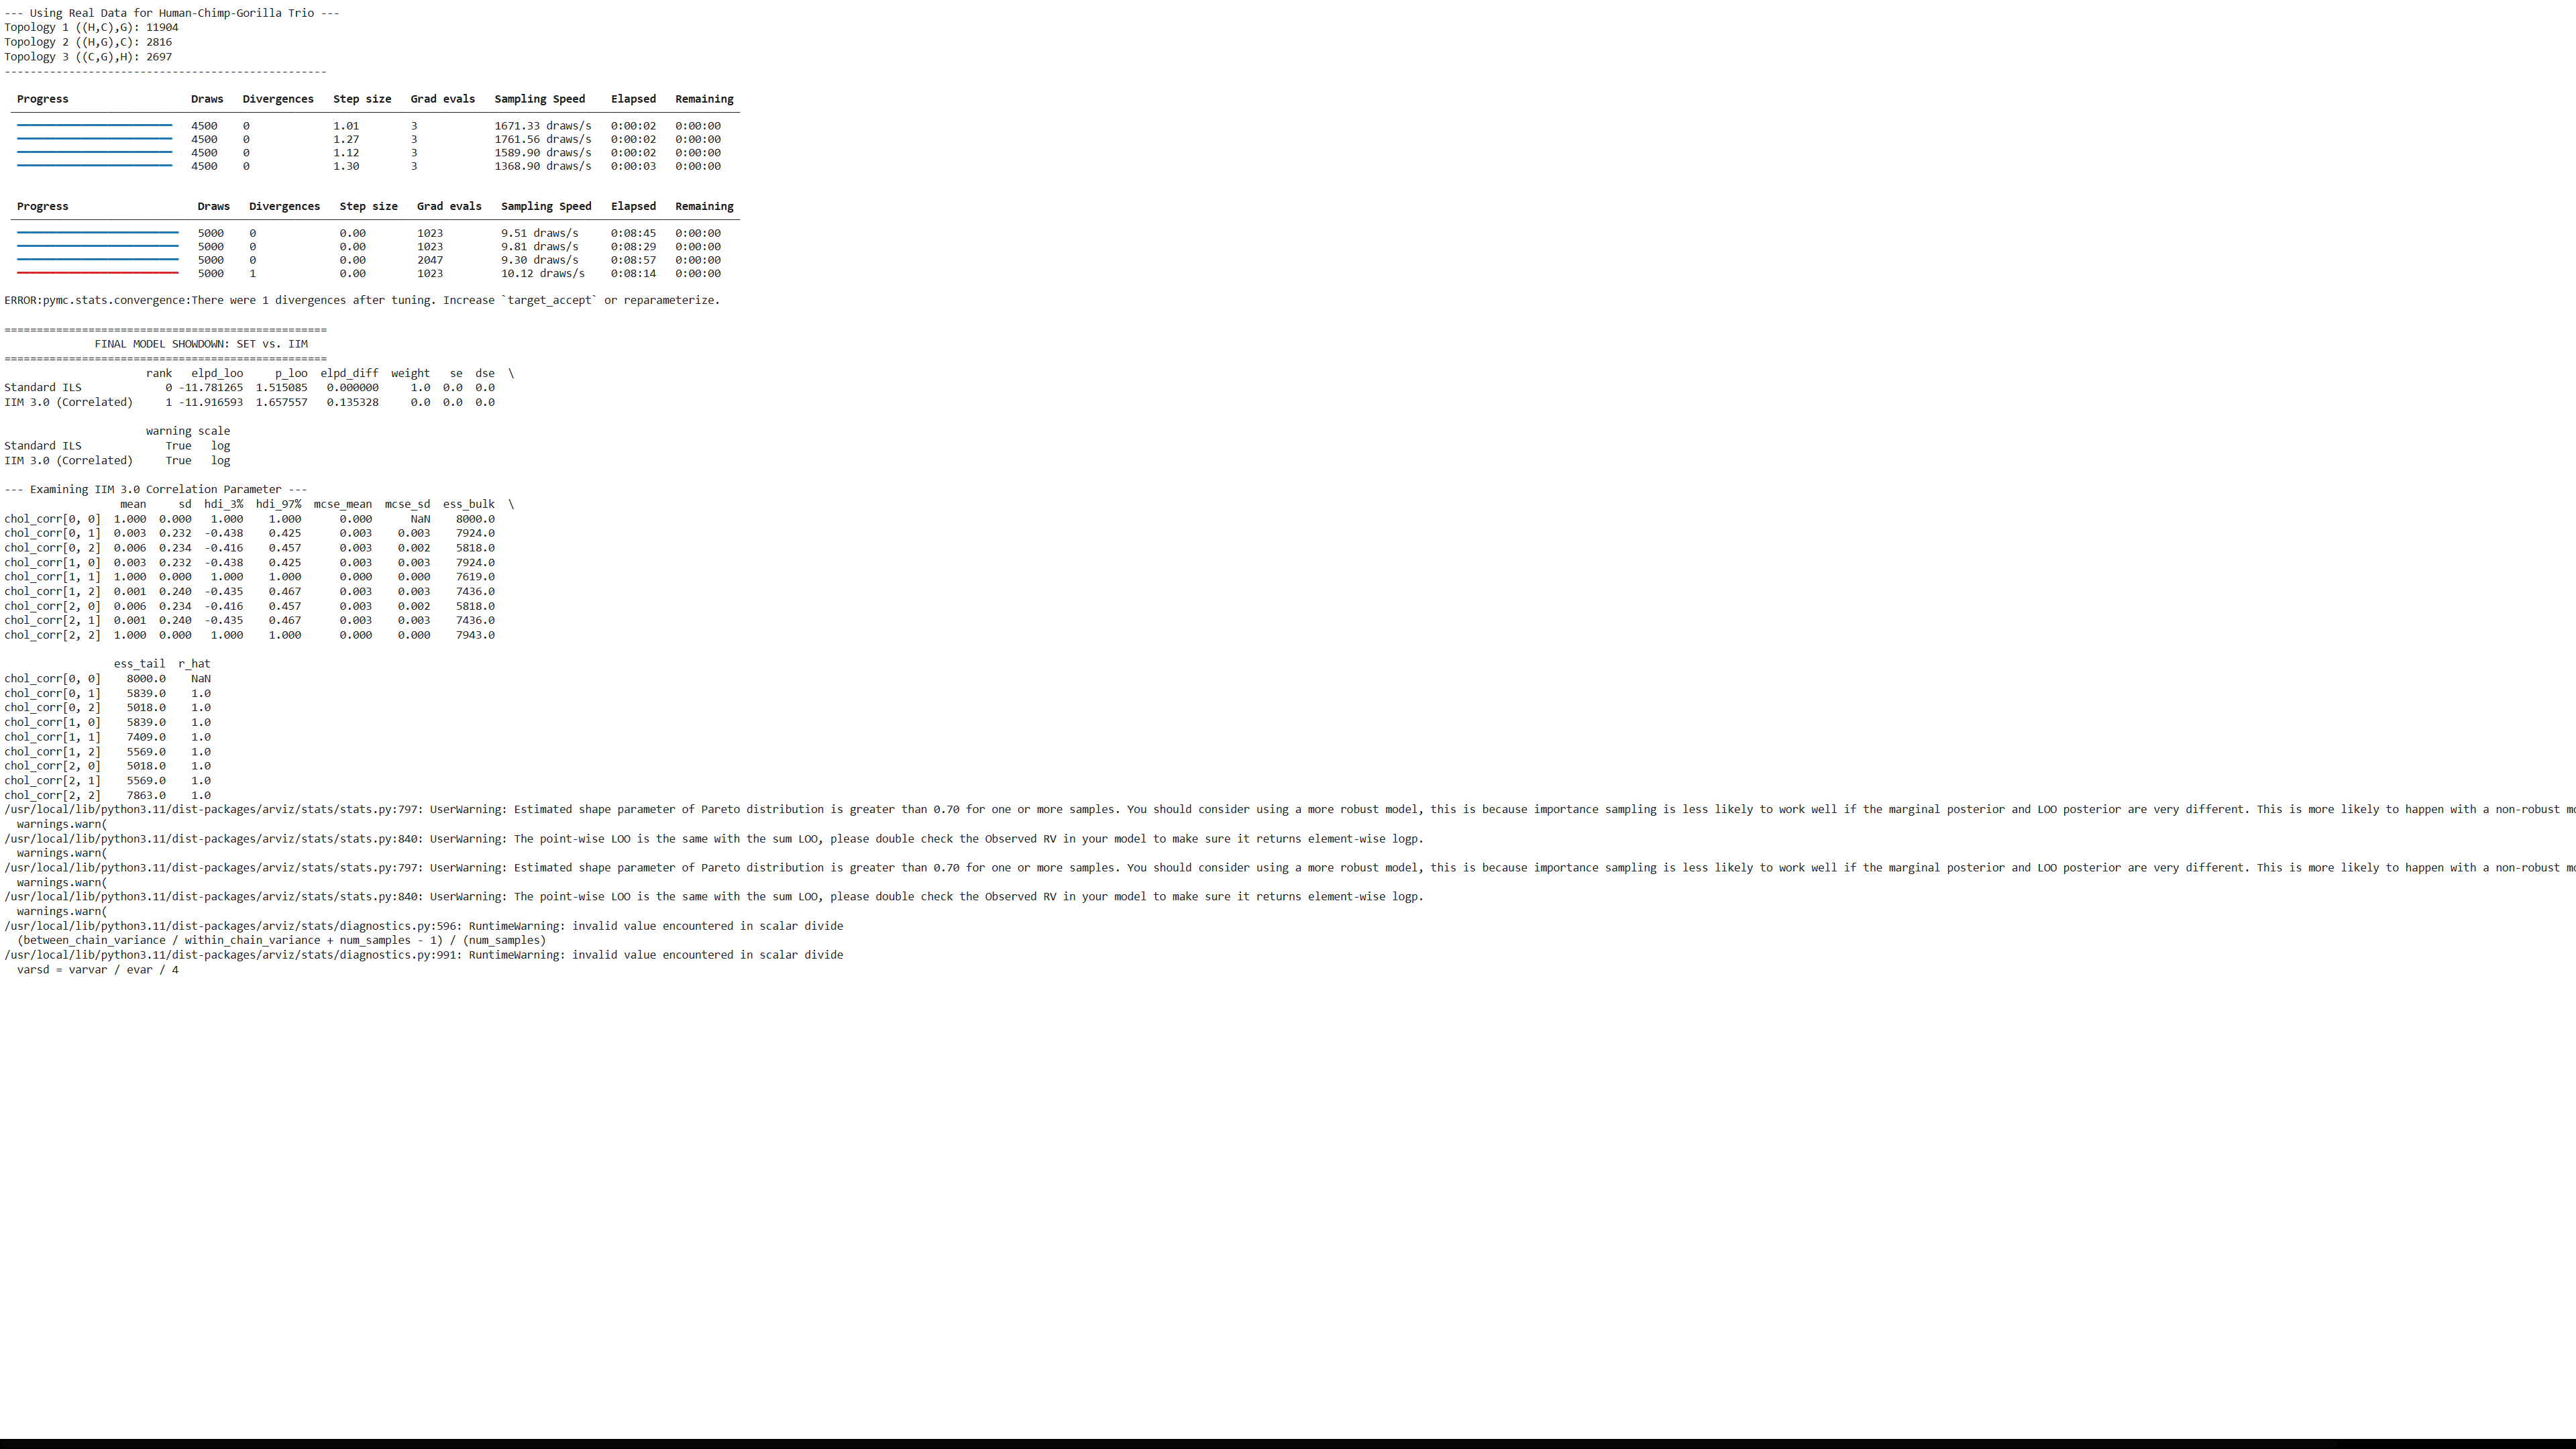 --- Using Real Data for Human-Chimp-Gorilla Trio ---
Topology 1 ((H,C),G): 11904
Topology 2 ((H,G),C): 2816
Topology 3 ((C,G),H): 2697
--------------------------------------------------
Progress Draws Divergences Step size Grad evals Sampling Speed Elapsed Remaining
4500 0 1.01 3 1671.33 draws/s 0:00:02 0:00:00
4500 0 1.27 3 1761.56 draws/s 0:00:02 0:00:00
4500 0 1.12 3 1589.90 draws/s 0:00:02 0:00:00
4500 0 1.30 3 1368.90 draws/s 0:00:03 0:00:00
Progress Draws Divergences Step size Grad evals Sampling Speed Elapsed Remaining
5000 0 0.00 1023 9.51 draws/s 0:08:45 0:00:00
5000 0 0.00 1023 9.81 draws/s 0:08:29 0:00:00
5000 0 0.00 2047 9.30 draws/s 0:08:57 0:00:00
5000 1 0.00 1023 10.12 draws/s 0:08:14 0:00:00
ERROR:pymc.stats.convergence:There were 1 divergences after tuning. Increase `target_accept` or reparameterize.
==================================================
FINAL MODEL SHOWDOWN: SET vs. IIM
==================================================
rank elpd_loo p_loo elpd_diff weight se dse \
Standard ILS 0 -11.781265 1.515085 0.000000 1.0 0.0 0.0
IIM 3.0 (Correlated) 1 -11.916593 1.657557 0.135328 0.0 0.0 0.0
warning scale
Standard ILS True log
IIM 3.0 (Correlated) True log
--- Examining IIM 3.0 Correlation Parameter ---
mean sd hdi_3% hdi_97% mcse_mean mcse_sd ess_bulk \
chol_corr[0, 0] 1.000 0.000 1.000 1.000 0.000 NaN 8000.0
chol_corr[0, 1] 0.003 0.232 -0.438 0.425 0.003 0.003 7924.0
chol_corr[0, 2] 0.006 0.234 -0.416 0.457 0.003 0.002 5818.0
chol_corr[1, 0] 0.003 0.232 -0.438 0.425 0.003 0.003 7924.0
chol_corr[1, 1] 1.000 0.000 1.000 1.000 0.000 0.000 7619.0
chol_corr[1, 2] 0.001 0.240 -0.435 0.467 0.003 0.003 7436.0
chol_corr[2, 0] 0.006 0.234 -0.416 0.457 0.003 0.002 5818.0
chol_corr[2, 1] 0.001 0.240 -0.435 0.467 0.003 0.003 7436.0
chol_corr[2, 2] 1.000 0.000 1.000 1.000 0.000 0.000 7943.0
ess_tail r_hat
chol_corr[0, 0] 8000.0 NaN
chol_corr[0, 1] 5839.0 1.0
chol_corr[0, 2] 5018.0 1.0
chol_corr[1, 0] 5839.0 1.0
chol_corr[1, 1] 7409.0 1.0
chol_corr[1, 2] 5569.0 1.0
chol_corr[2, 0] 5018.0 1.0
chol_corr[2, 1] 5569.0 1.0
chol_corr[2, 2] 7863.0 1.0
/usr/local/lib/python3.11/dist-packages/arviz/stats/stats.py:797: UserWarning: Estimated shape parameter of Pareto distribution is greater than 0.70 for one or more samples. You should consider using a more robust model, this is because importance sampling is less likely to work well if the marginal posterior and LOO posterior are very different. This is more likely to happen with a non-robust m
warnings.warn(
/usr/local/lib/python3.11/dist-packages/arviz/stats/stats.py:840: UserWarning: The point-wise LOO is the same with the sum LOO, please double check the Observed RV in your model to make sure it returns element-wise logp.
warnings.warn(
/usr/local/lib/python3.11/dist-packages/arviz/stats/stats.py:797: UserWarning: Estimated shape parameter of Pareto distribution is greater than 0.70 for one or more samples. You should consider using a more robust model, this is because importance sampling is less likely to work well if the marginal posterior and LOO posterior are very different. This is more likely to happen with a non-robust m
warnings.warn(
/usr/local/lib/python3.11/dist-packages/arviz/stats/stats.py:840: UserWarning: The point-wise LOO is the same with the sum LOO, please double check the Observed RV in your model to make sure it returns element-wise logp.
warnings.warn(
/usr/local/lib/python3.11/dist-packages/arviz/stats/diagnostics.py:596: RuntimeWarning: invalid value encountered in scalar divide
(between_chain_variance / within_chain_variance + num_samples - 1) / (num_samples)
/usr/local/lib/python3.11/dist-packages/arviz/stats/diagnostics.py:991: RuntimeWarning: invalid value encountered in scalar divide
varsd = varvar / evar / 4